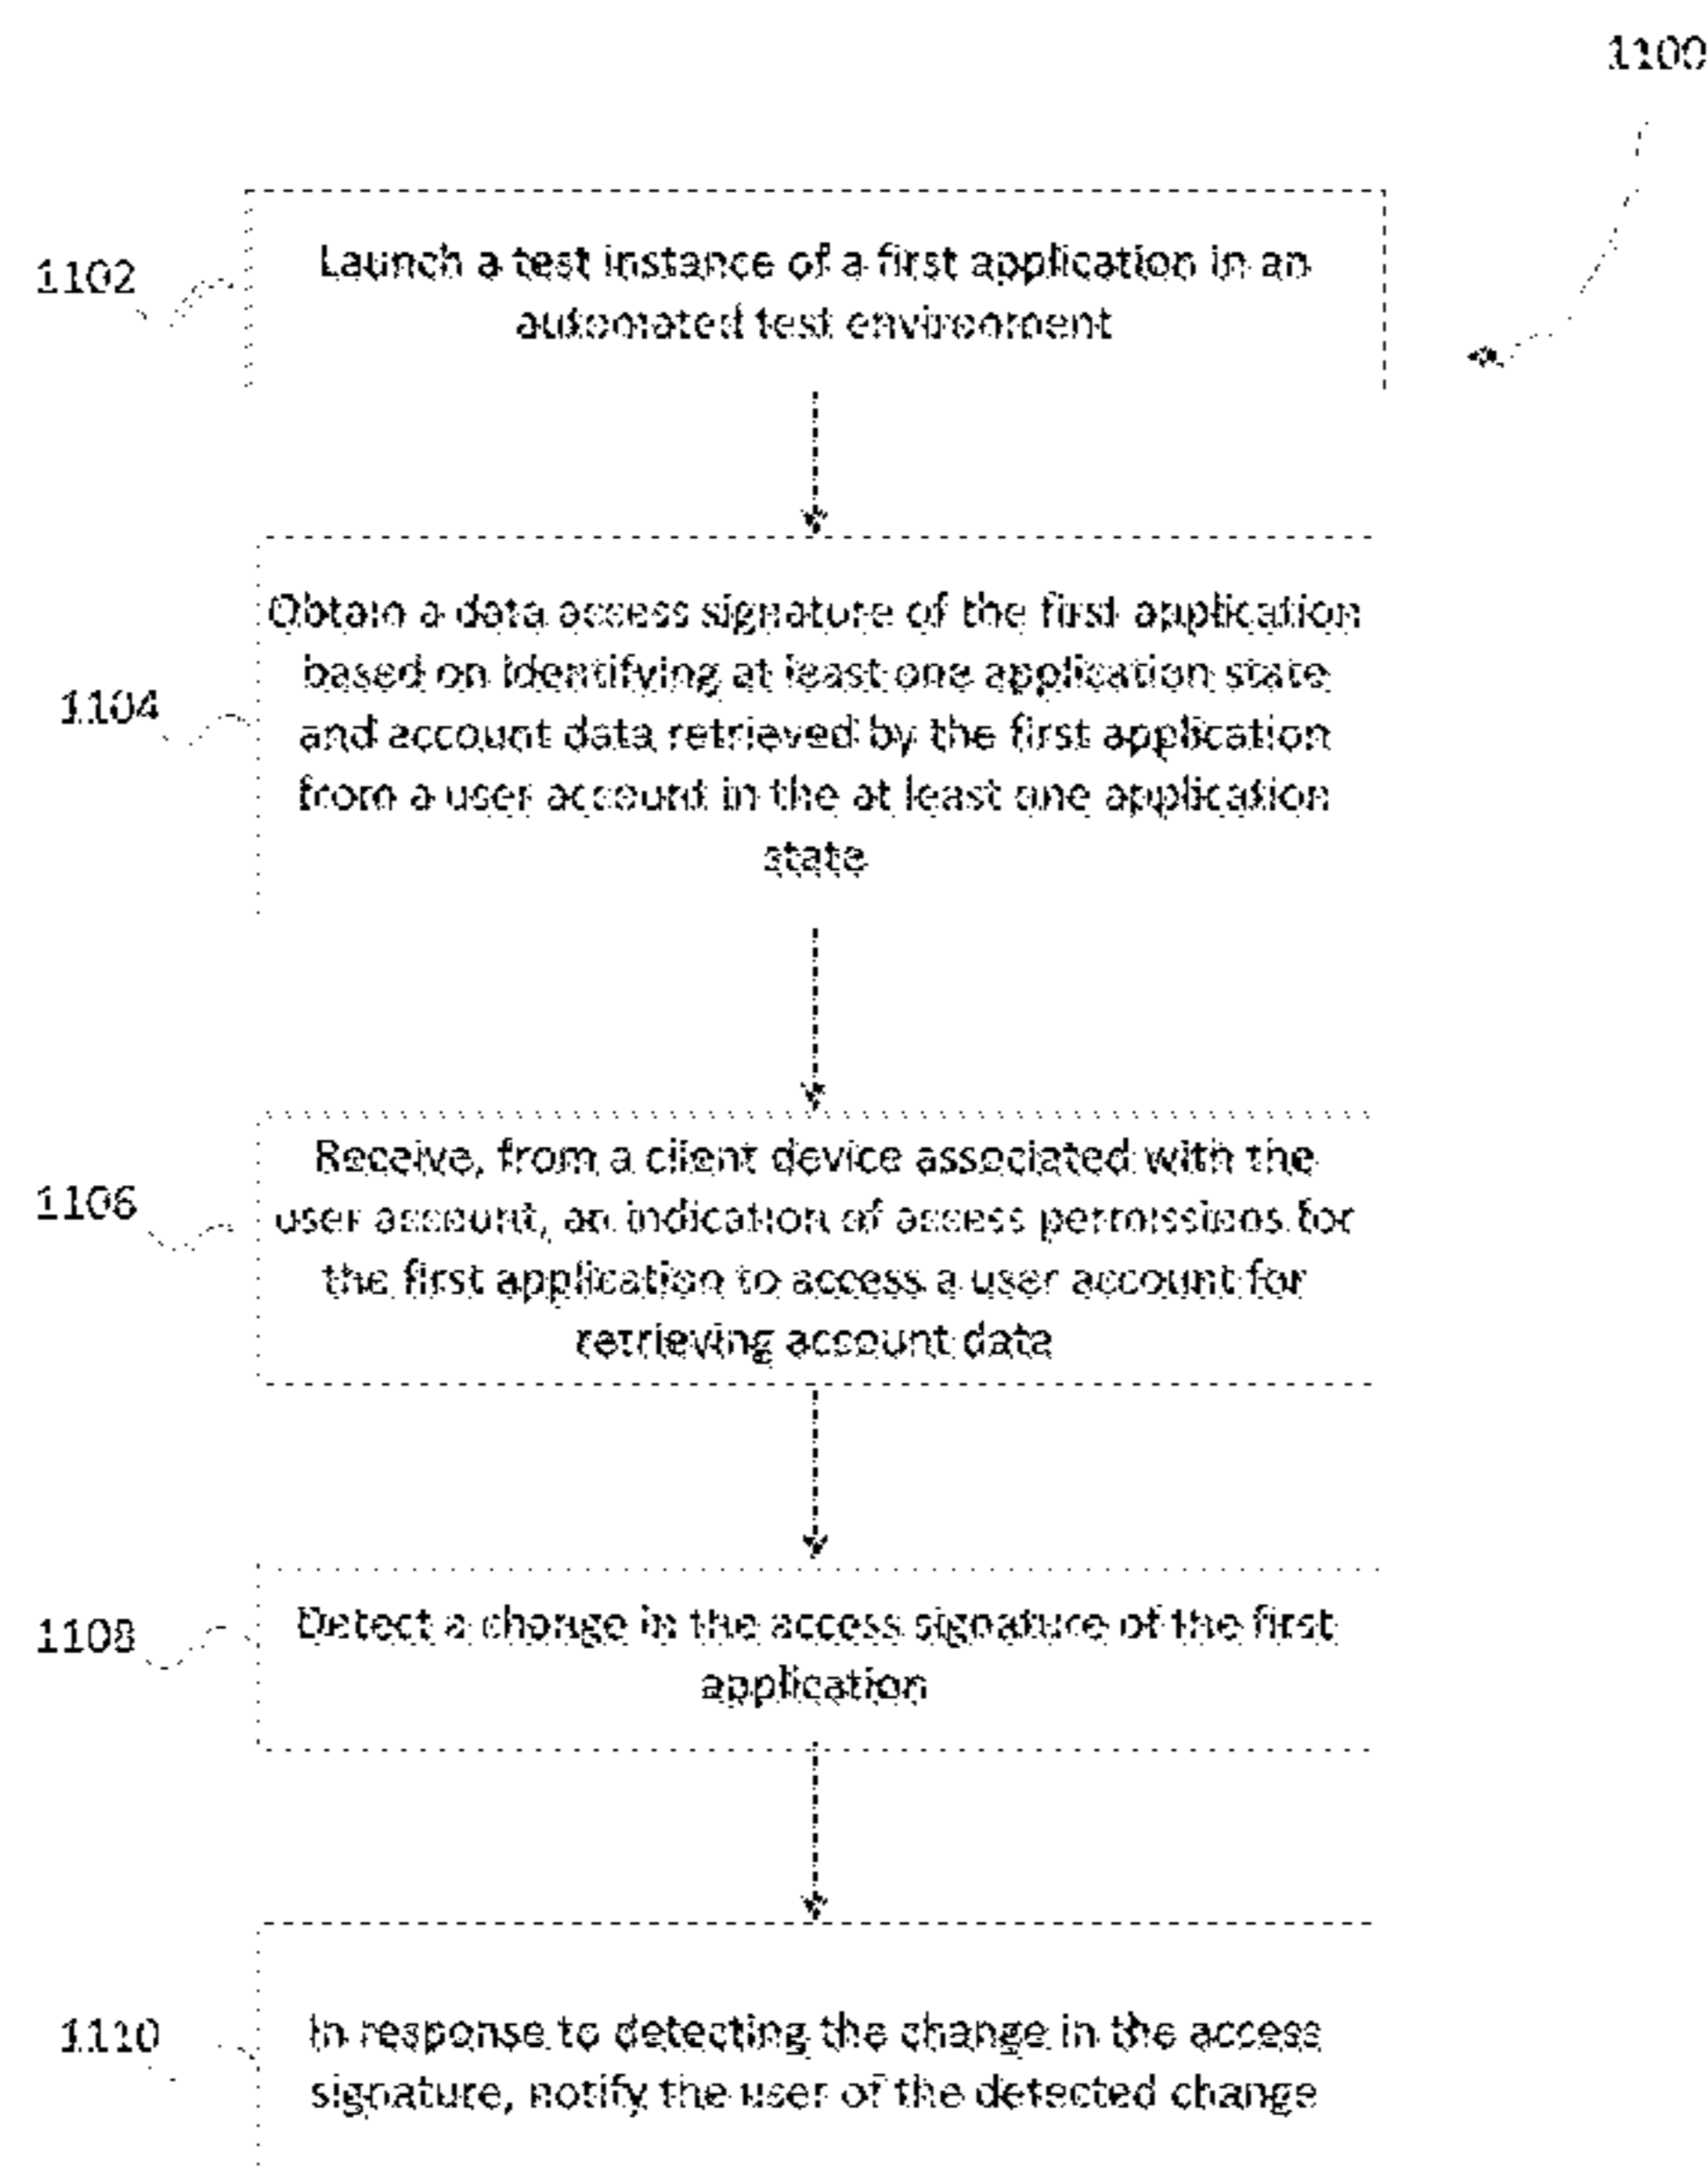 1100
1102
Launch a test instance of a first application in an
automated test environment
1104
Obtain a data access signature of the first application
based on identifying at least one application state
and account data retrieved by the first application
from a user account in the at least one application
state
1106
Receive, from a client device associated with the
user account, an indication of access permissions for
the first application to access a user account for
retrieving account data
1108
Detect a change in the access signature of the first
application
1110
In response to detecting the change in the access
signature, notify the user of the detected change